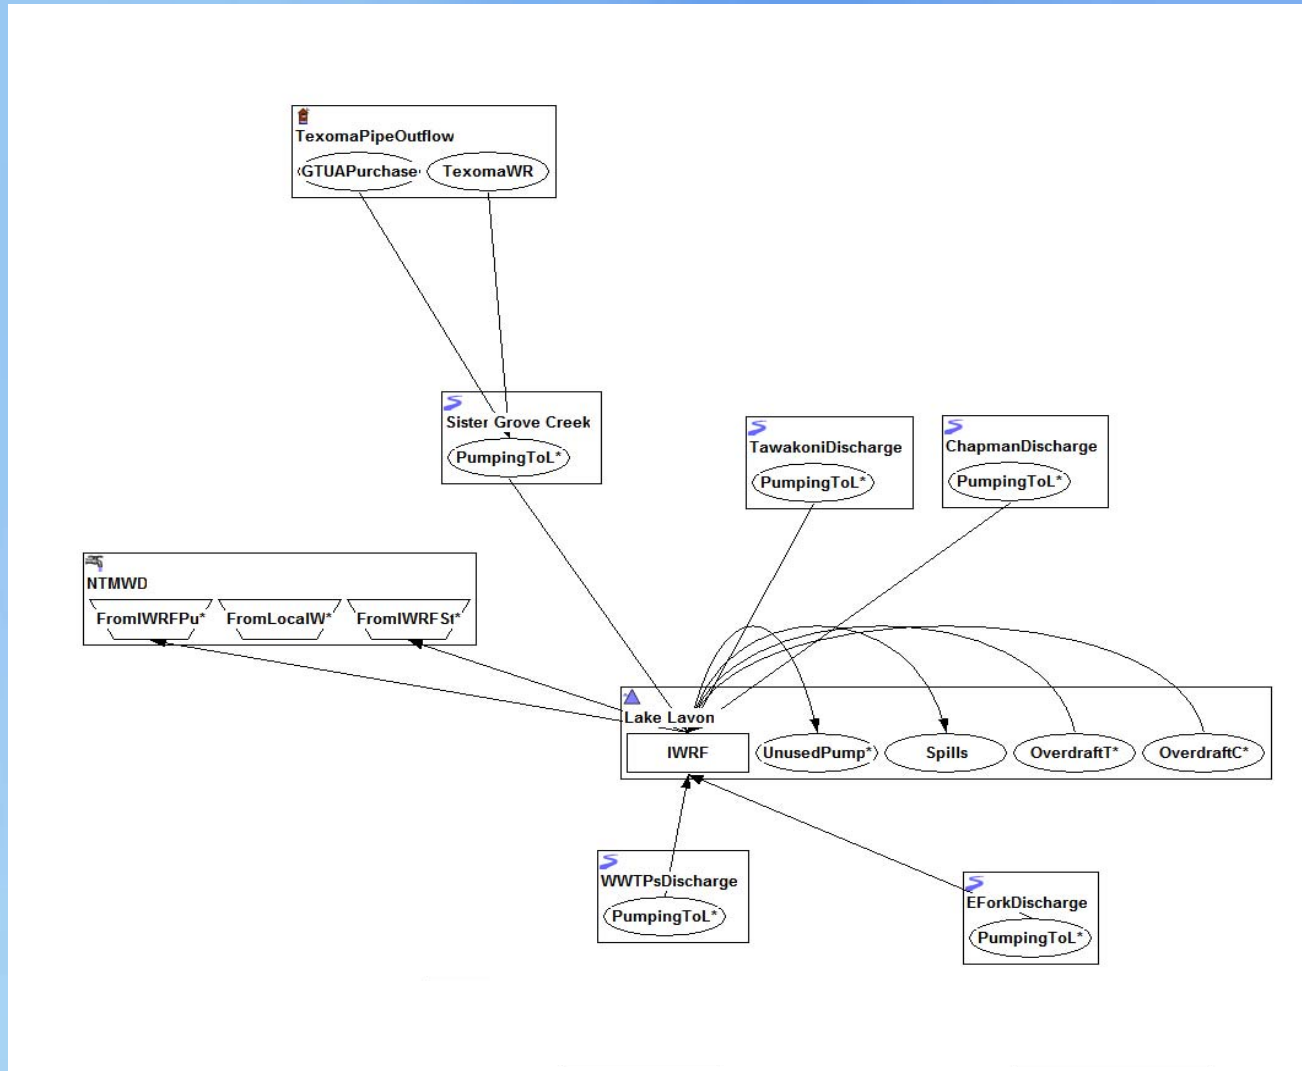 TexomaPipeOutflow
GTUAPurchase TexomaWR
Sister Grove Creek
PumpingToL*
TawakoniDischarge
PumpingToL*
ChapmanDischarge
PumpingToL*
NTMWD
FromIWRFPu* FromLocalW* FromIWRFSt*
Lake Lavon
IWRF UnusedPump* Spills OverdraftT* OverdraftC*
WWTPsDischarge
PumpingToL*
EForkDischarge
PumpingToL*